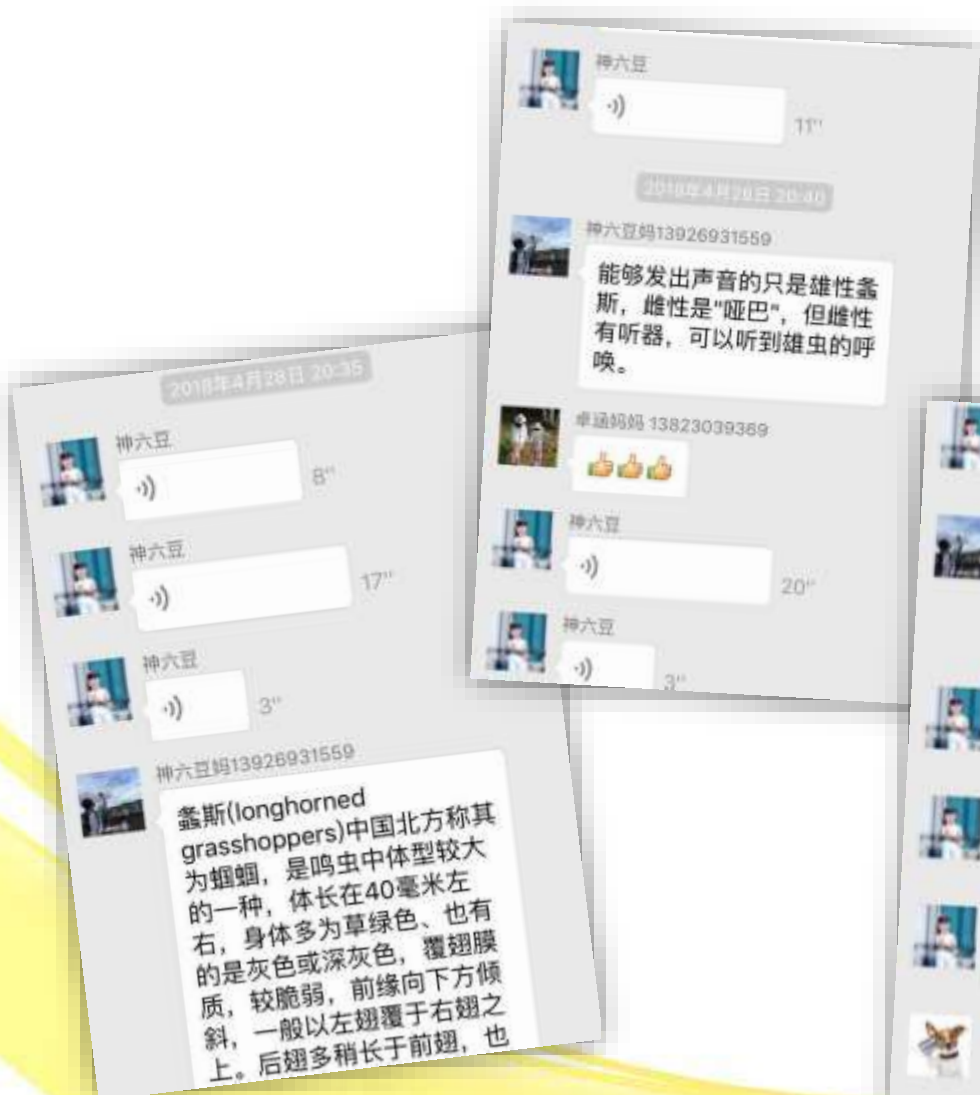 2018年4月28日 20:35
神六豆
8"
神六豆
17"
神六豆
3"
神六豆妈13926931559
螽斯(longhorned
grasshoppers)中国北方称其
为蝈蝈，是鸣虫中体型较大
的一种，体长在40毫米左
右，身体多为草绿色、也有
的是灰色或深灰色，覆翅膜
质，较脆弱，前缘向下方倾
斜，一般以左翅覆于右翅之
上。后翅多稍长于前翅，也
神六豆
11"
2018年4月28日 20:40
神六豆妈13926931559
能够发出声音的只是雄性螽
斯，雌性是"哑巴"，但雌性
有听器，可以听到雄虫的呼
唤。
卓涵妈妈 13823039369
神六豆
20"
神六豆
3"